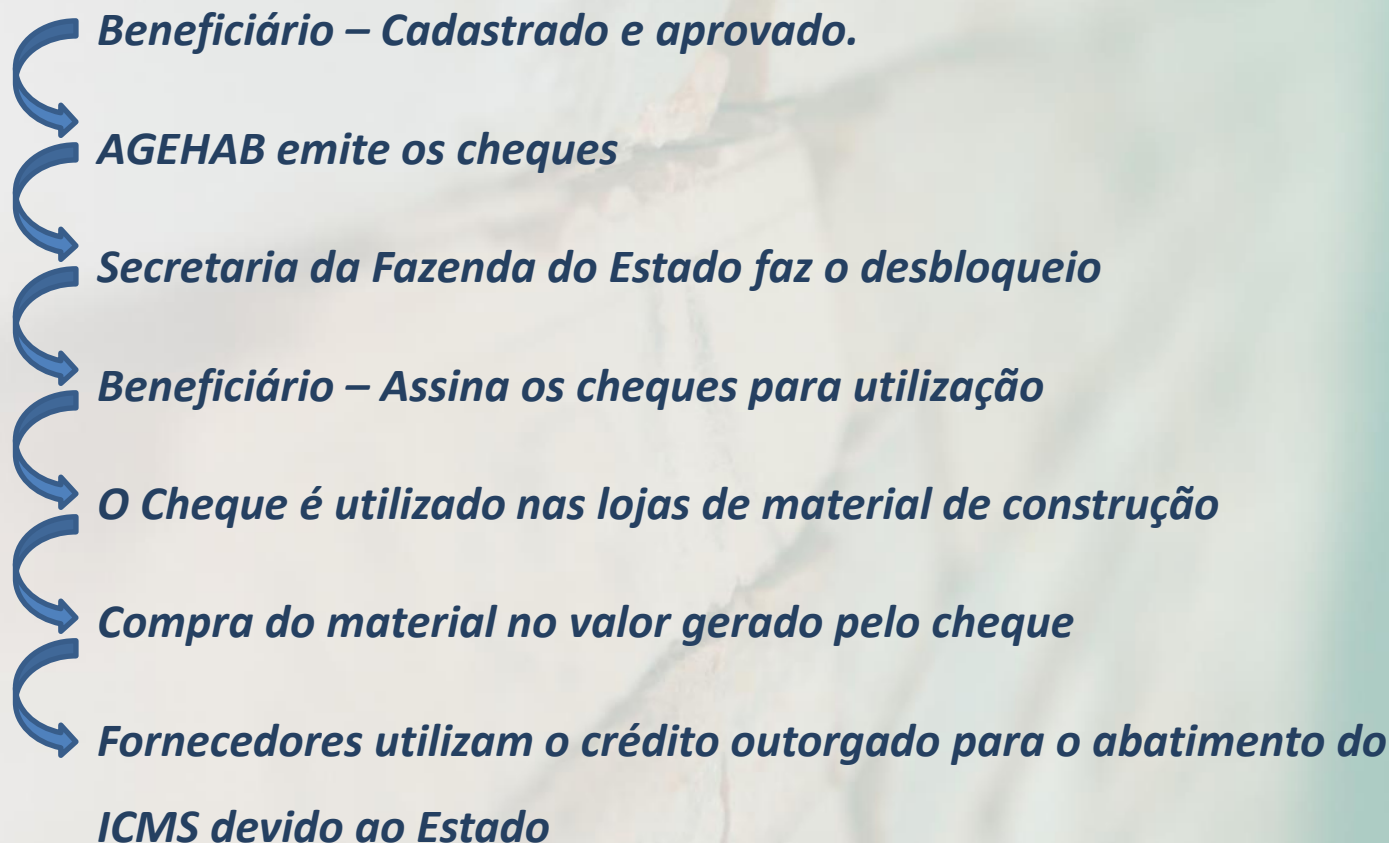 Beneficiário – Cadastrado e aprovado.
AGEHAB emite os cheques
Secretaria da Fazenda do Estado faz o desbloqueio
Beneficiário – Assina os cheques para utilização
O Cheque é utilizado nas lojas de material de construção
Compra do material no valor gerado pelo cheque
Fornecedores utilizam o crédito outorgado para o abatimento do
ICMS devido ao Estado